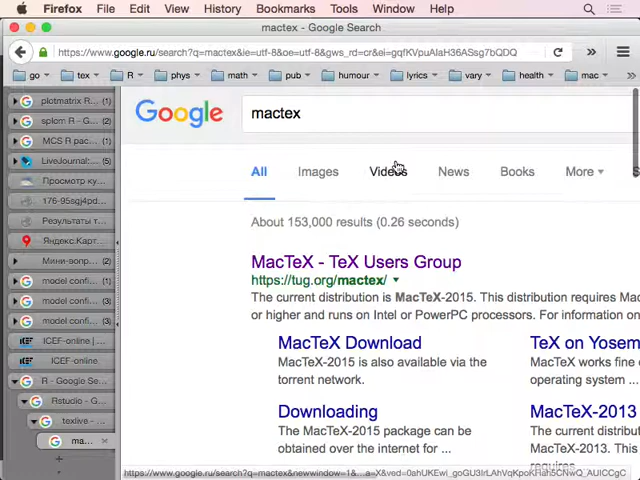 Firefox File Edit View History Bookmarks Tools Window Help
mactex - Google Search
https://www.google.ru/search?q=mactex&ie=utf-8&oe=utf-8&gws_rd=cr&ei=gqfKVpuAIaH36ASsg7bQDQ
go tex R phys math pub humour lyrics vary health mac
plotmatrix R... (1)
splom R - G... (2)
MCS R pac...
LiveJournal: (5)
Просмотр ку...
176-95sgj4pd...
Результаты т...
Яндекс.Карт...
Мини-вопр...
model confi... (1)
model confi... (3)
model confi... (3)
ICEF-online |...
ICEF-online
R - Google Se...
Rstudio - G...
texlive - G...
ma...
Google
mactex
All Images Videos News Books More
About 153,000 results (0.26 seconds)
MacTeX - TeX Users Group
https://tug.org/mactex/
The current distribution is MacTeX-2015. This distribution requires Mac
or higher and runs on Intel or PowerPC processors. For information on
MacTeX Download
MacTeX-2015 is also available via the
torrent network.
TeX on Yosem
MacTeX works fine
operating system ...
Downloading
The MacTeX-2015 package can be
obtained over the internet for ...
MacTeX-2013
The current distribut
requires